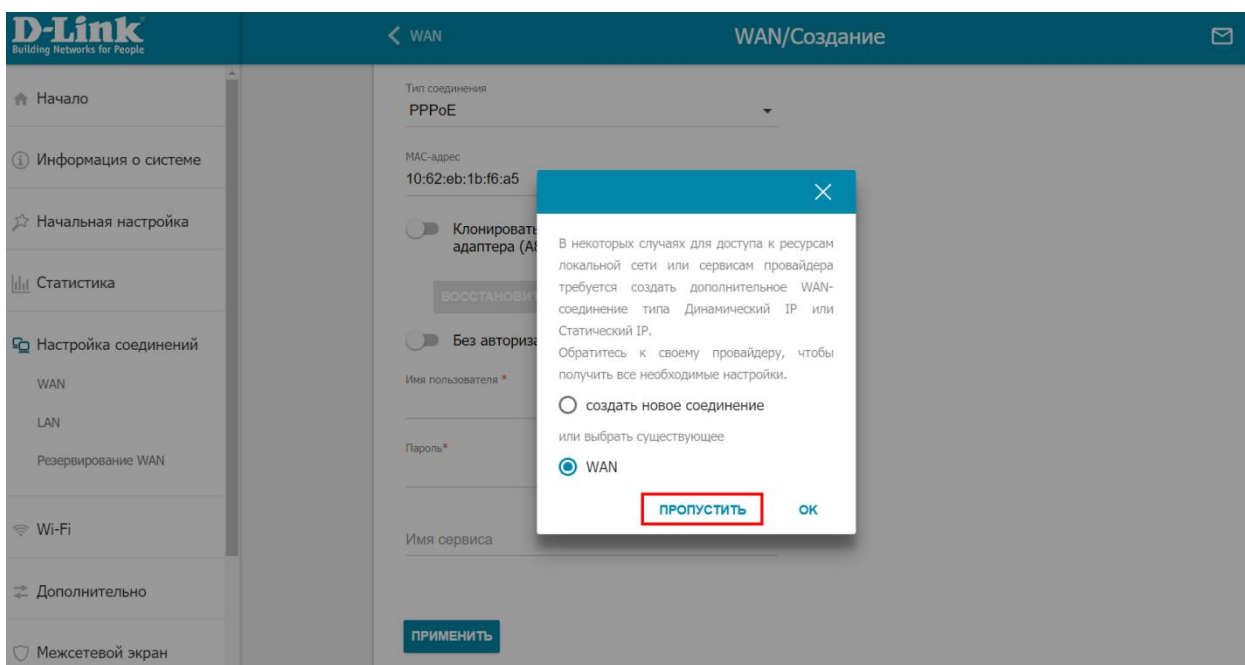 D-Link
Building Networks for People
WAN
WAN/Создание
Начало
Информация о системе
Начальная настройка
Статистика
Настройка соединений
WAN
LAN
Резервирование WAN
Wi-Fi
Дополнительно
Межсетевой экран
Тип соединения
PPPoE
MAC-адрес
10:62:eb:1b:f6:a5
Клонировать
адаптера
ВОССТАНОВИТ
Без авториза
Имя пользователя *
Пароль*
Имя сервиса
ПРИМЕНИТЬ
В некоторых случаях для доступа к ресурсам
локальной сети или сервисам провайдера
требуется создать дополнительное WAN-
соединение типа Динамический IP или
Статический IP.
Обратитесь к своему провайдеру, чтобы
получить все необходимые настройки.
создать новое соединение
или выбрать существующее
WAN
ПРОПУСТИТЬ
ОК